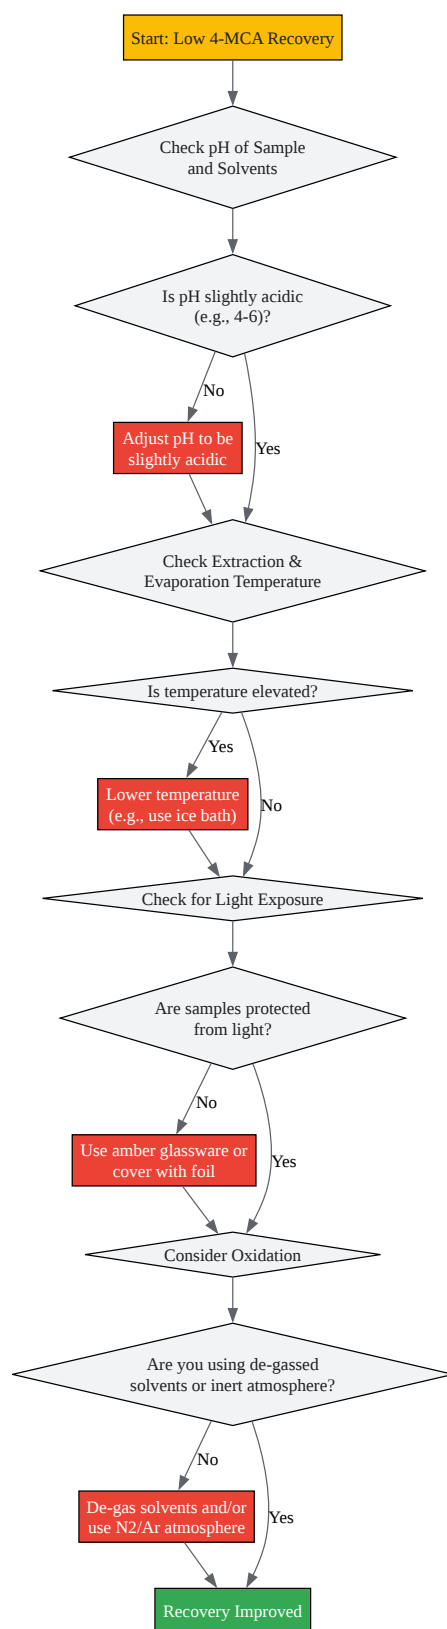 Start: Low 4-MCA Recovery
Check pH of Sample
and Solvents
Is pH slightly acidic
(e.g., 4-6)?
No
Adjust pH to be
slightly acidic
Yes
Check Extraction &
Evaporation Temperature
Is temperature elevated?
Yes
Lower temperature
(e.g., use ice bath)
No
Check for Light Exposure
Are samples protected
from light?
No
Use amber glassware or
cover with foil
Yes
Consider Oxidation
Are you using de-gassed
solvents or inert atmosphere?
No
De-gas solvents and/or
use N2/Ar atmosphere
Yes
Recovery Improved